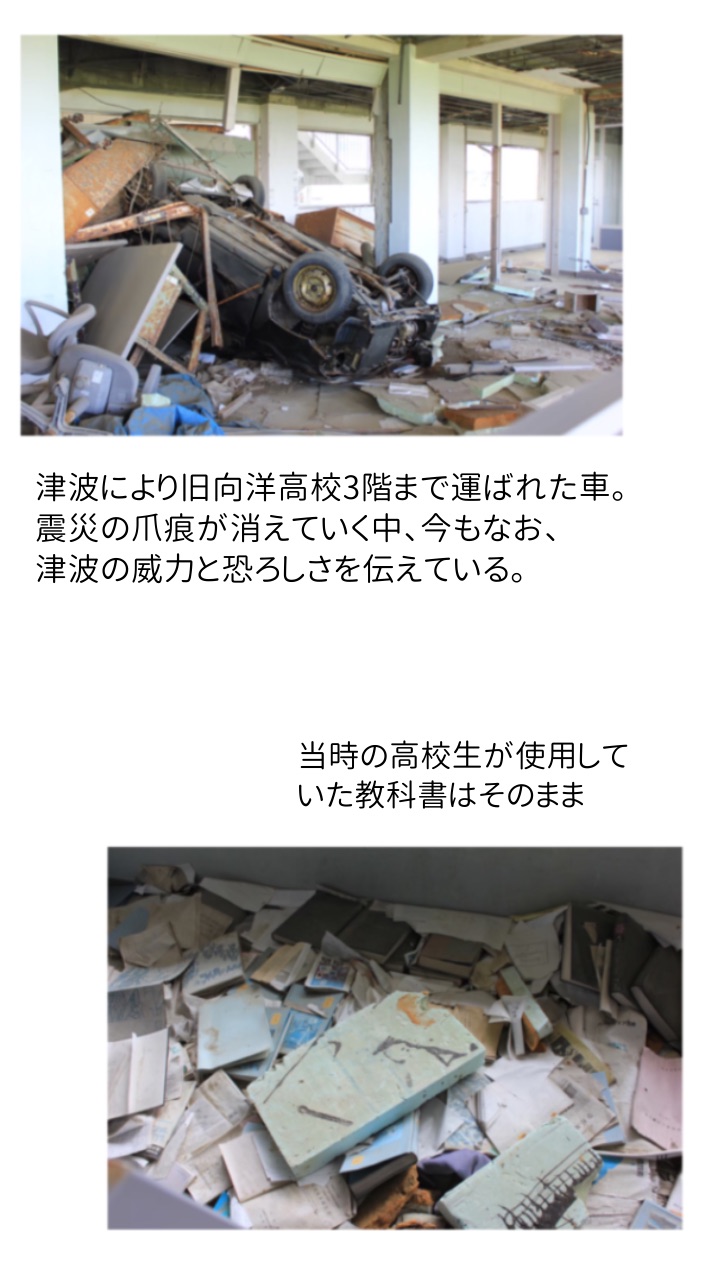 津波により旧向洋高校3階まで運ばれた車。
震災の爪痕が消えていく中、今もなお、
津波の威力と恐ろしさを伝えている。
当時の高校生が使用して
いた教科書はそのまま